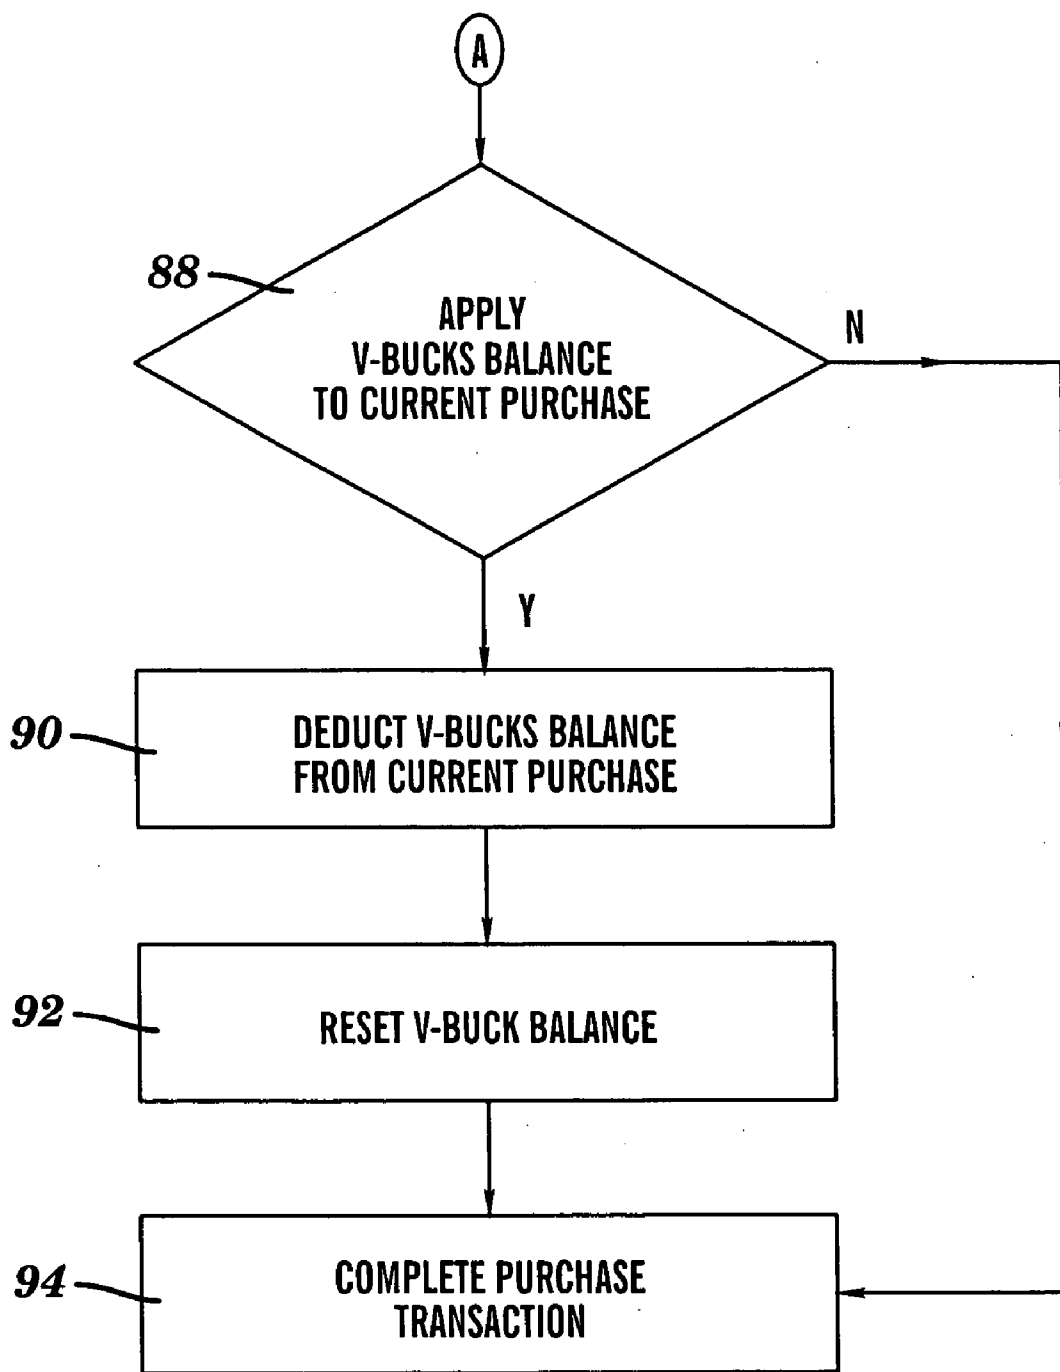 A
88
APPLY
V-BUCKS BALANCE
TO CURRENT PURCHASE
N
Y
90
DEDUCT V-BUCKS BALANCE
FROM CURRENT PURCHASE
92
RESET V-BUCK BALANCE
94
COMPLETE PURCHASE
TRANSACTION